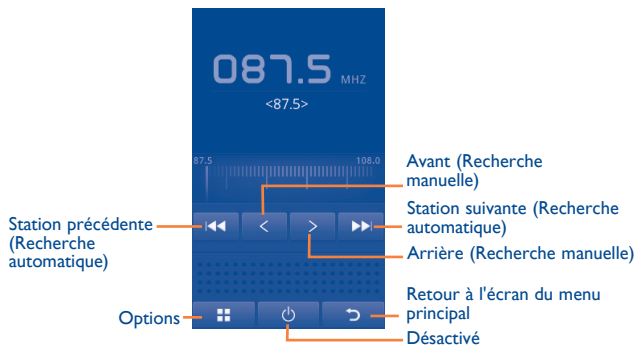 087.5 MHZ
<87.5>
87.5 108.0
Avant (Recherche
manuelle)
Station précédente
(Recherche
automatique)
Station suivante (Recherche
automatique)
Arrière (Recherche manuelle)
Retour à l'écran du menu
principal
Options
Désactivé